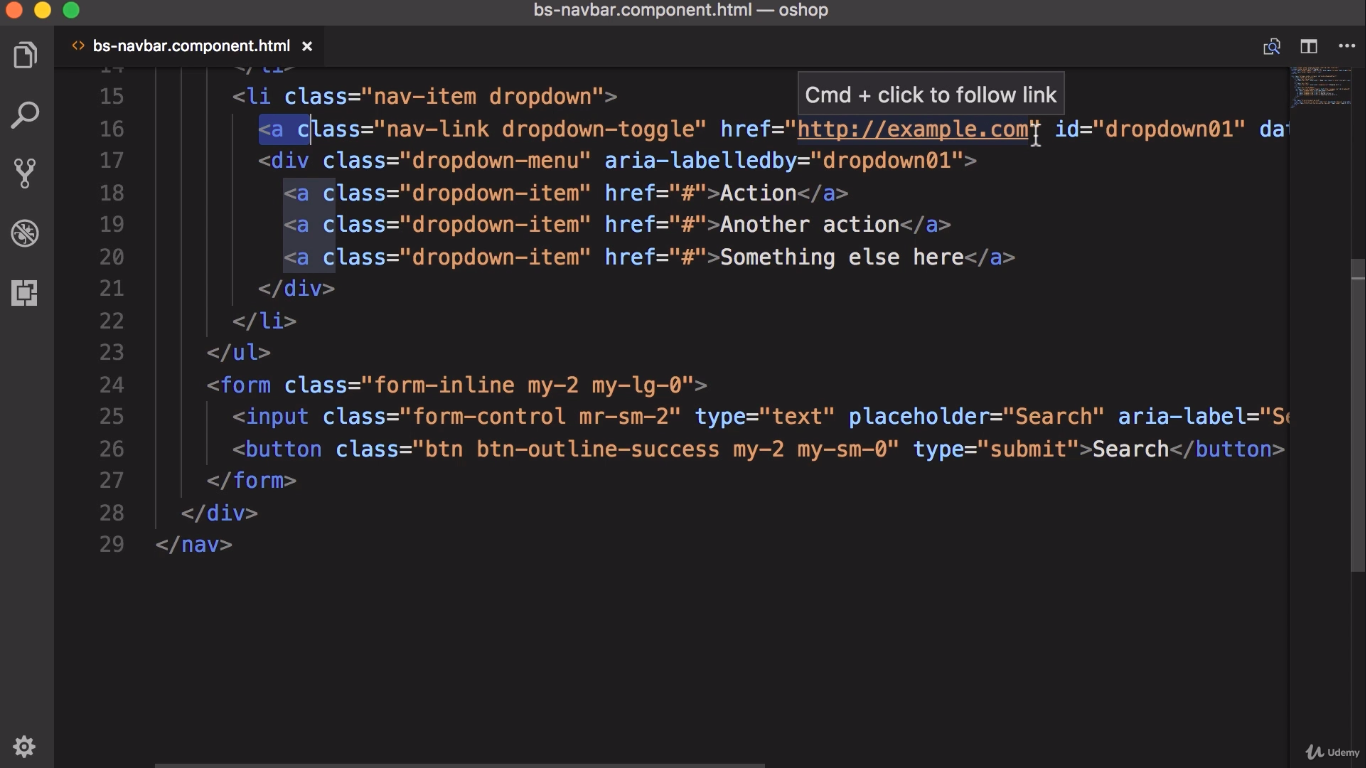 bs-navbar.component.html — oshop
bs-navbar.component.html
Cmd + click to follow link
14 </li>
15 <li class="nav-item dropdown">
16 <a class="nav-link dropdown-toggle" href="http://example.com" id="dropdown01" dat
17 <div class="dropdown-menu" aria-labelledby="dropdown01">
18 <a class="dropdown-item" href="#">Action</a>
19 <a class="dropdown-item" href="#">Another action</a>
20 <a class="dropdown-item" href="#">Something else here</a>
21 </div>
22 </li>
23 </ul>
24 <form class="form-inline my-2 my-lg-0">
25 <input class="form-control mr-sm-2" type="text" placeholder="Search" aria-label="Se
26 <button class="btn btn-outline-success my-2 my-sm-0" type="submit">Search</button>
27 </form>
28 </div>
29 </nav>
Udemy